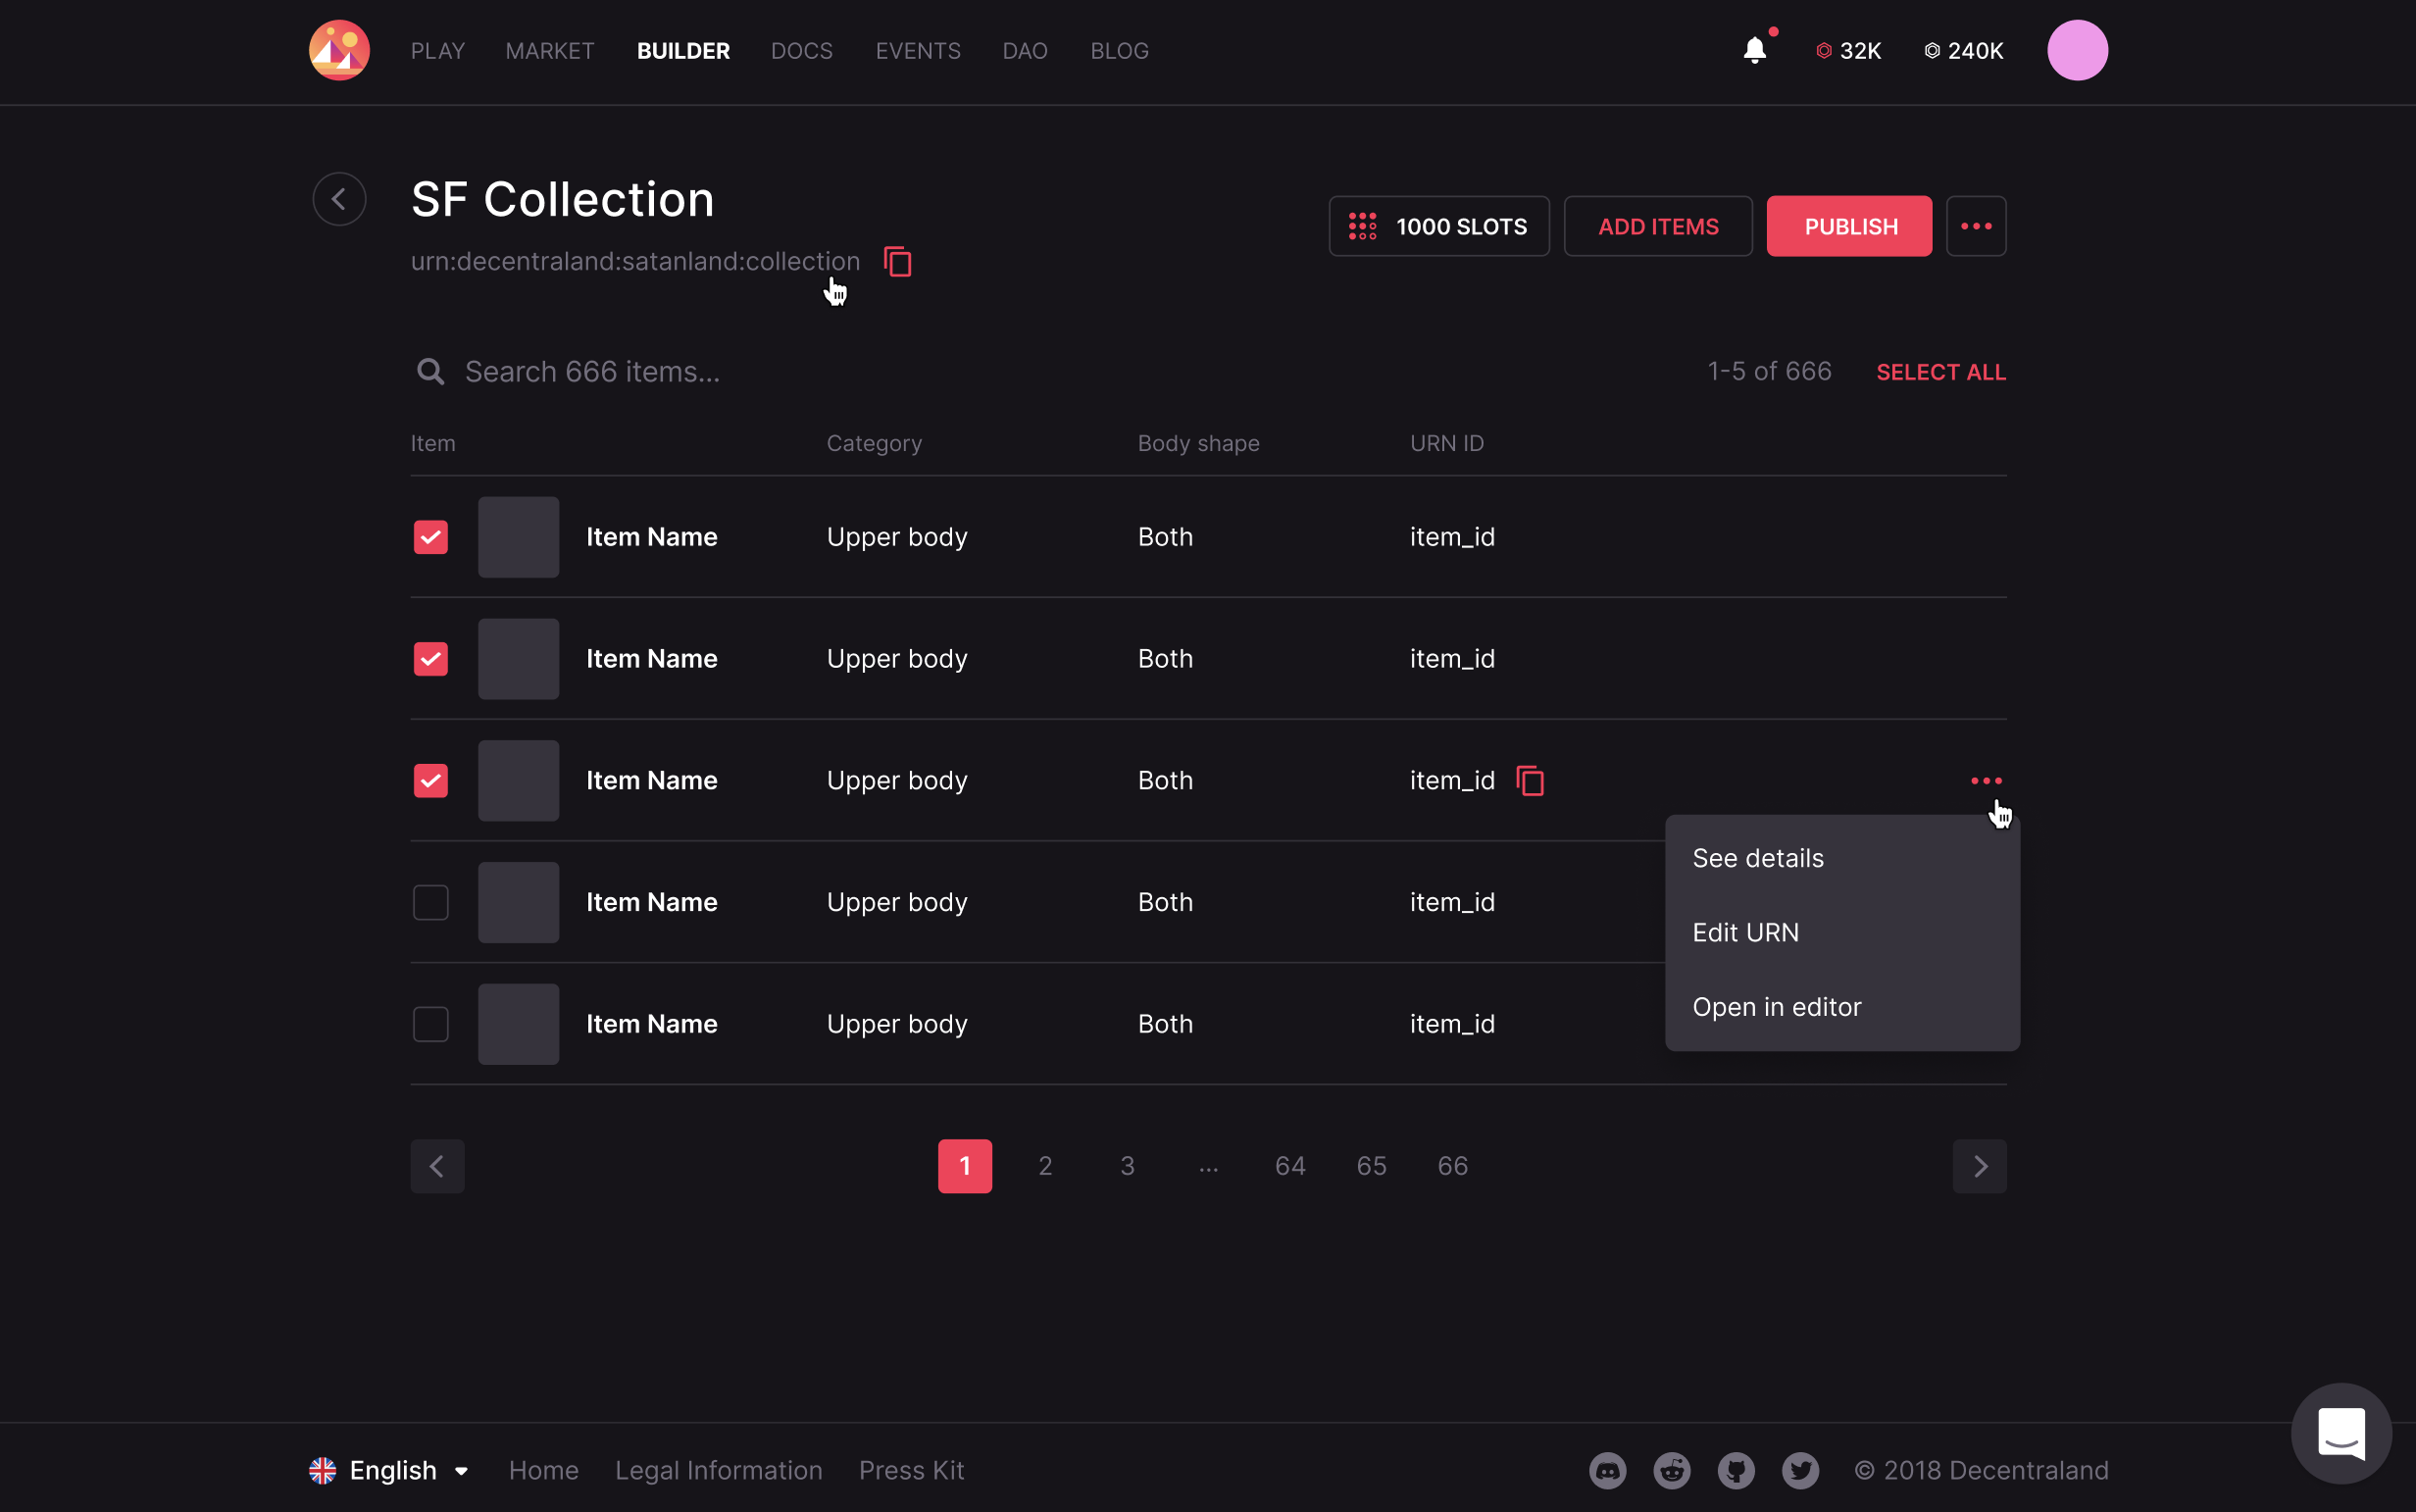 PLAY MARKET BUILDER DOCS EVENTS DAO BLOG 32K 240K
SF Collection
urn:decentraland:satanland:collection
1000 SLOTS ADD ITEMS PUBLISH
Search 666 items... 1-5 of 666 SELECT ALL
Item Category Body shape URN ID
Item Name Upper body Both item_id
Item Name Upper body Both item_id
Item Name Upper body Both item_id
Item Name Upper body Both item_id
Item Name Upper body Both item_id
See details
Edit URN
Open in editor
1 2 3 ... 64 65 66
English Home Legal Information Press Kit © 2018 Decentraland